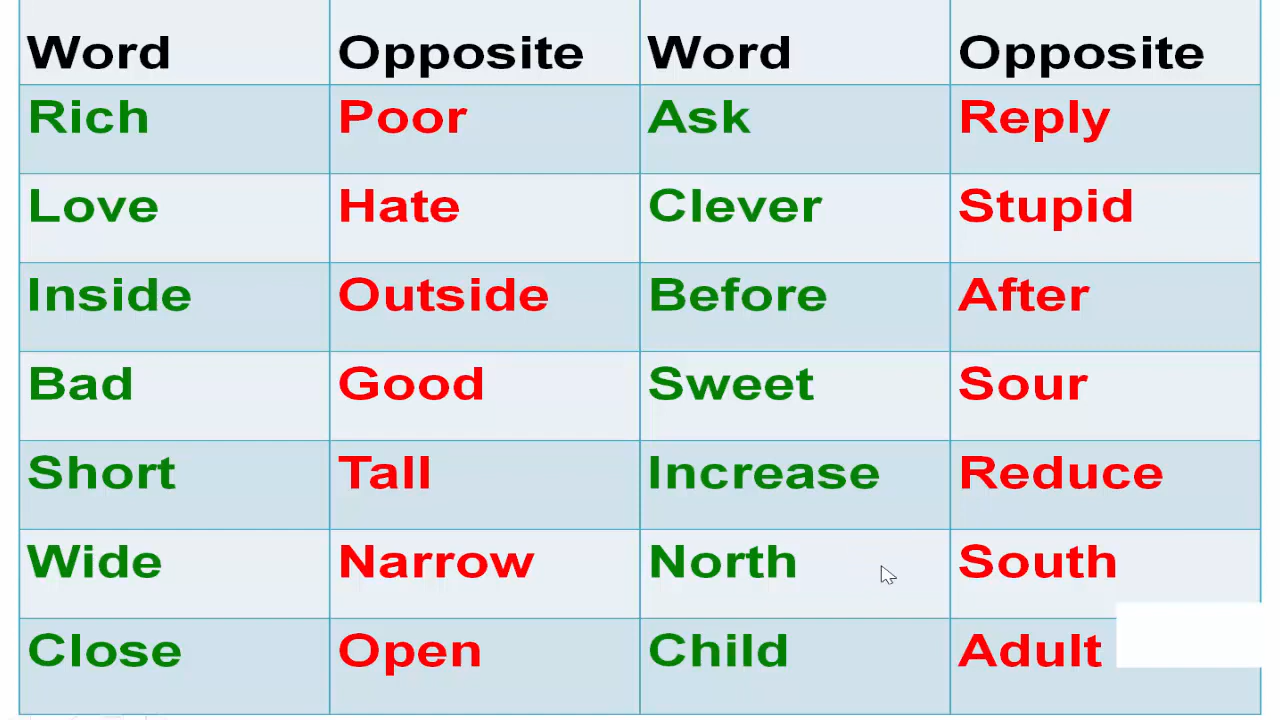 Word Opposite Word Opposite
Rich Poor Ask Reply
Love Hate Clever Stupid
Inside Outside Before After
Bad Good Sweet Sour
Short Tall Increase Reduce
Wide Narrow North South
Close Open Child Adult